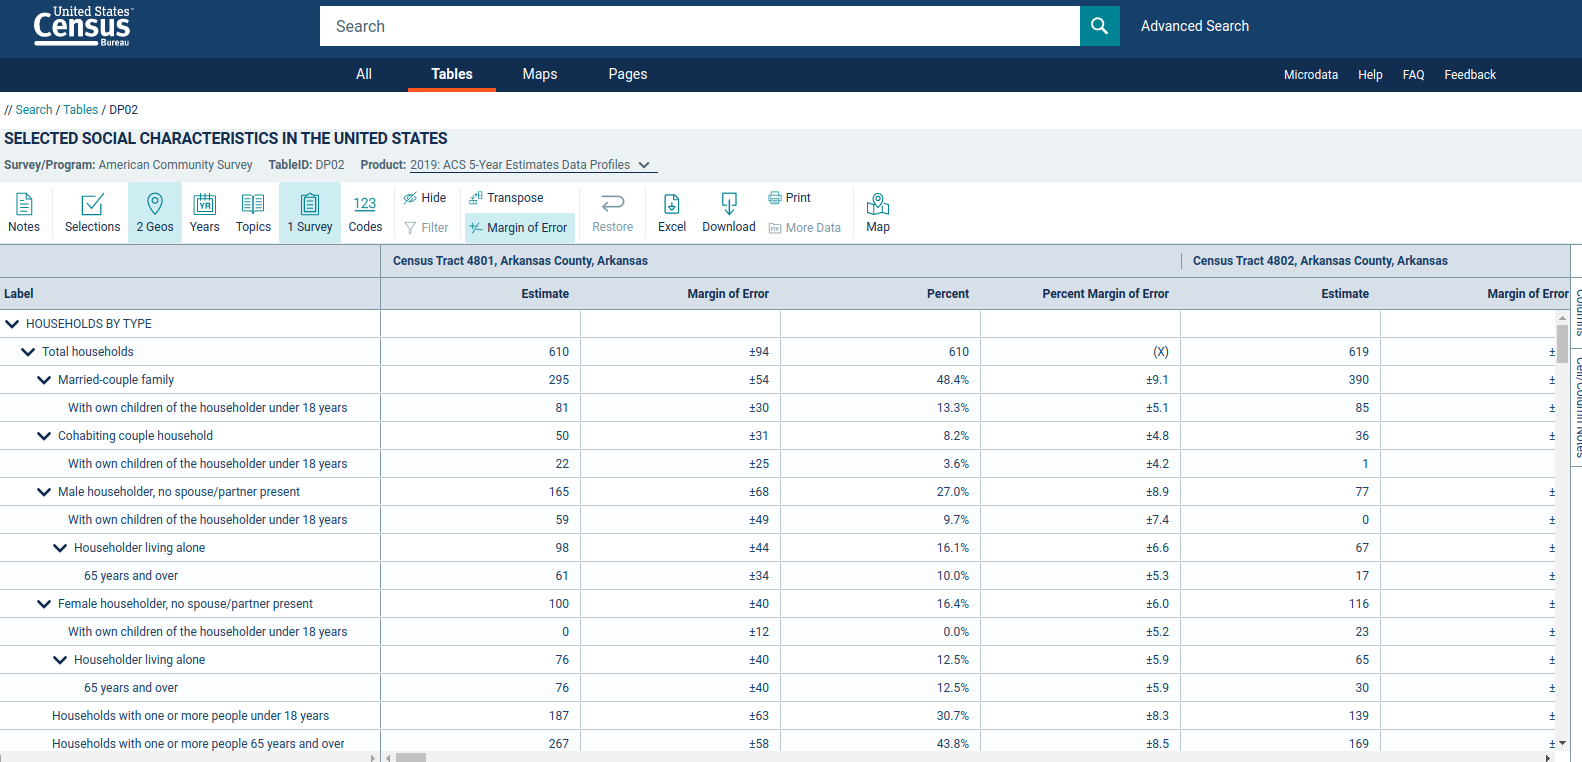 United States™
Census
Bureau
Search
Advanced Search
All Tables Maps Pages Microdata Help FAQ Feedback
// Search / Tables / DP02
SELECTED SOCIAL CHARACTERISTICS IN THE UNITED STATES
Survey/Program: American Community Survey TableID: DP02 Product: 2019: ACS 5-Year Estimates Data Profiles
Notes Selections 2 Geos Years Topics 1 Survey Codes Hide Filter Transpose Margin of Error Restore Excel Download Print More Data Map
Census Tract 4801, Arkansas County, Arkansas Census Tract 4802, Arkansas County, Arkansas
Label Estimate Margin of Error Percent Percent Margin of Error Estimate Margin of Error
HOUSEHOLDS BY TYPE
Total households 610 ±94 610 (X) 619 ±
Married-couple family 295 ±54 48.4% ±9.1 390 ±
With own children of the householder under 18 years 81 ±30 13.3% ±5.1 85 ±
Cohabiting couple household 50 ±31 8.2% ±4.8 36 ±
With own children of the householder under 18 years 22 ±25 3.6% ±4.2 1
Male householder, no spouse/partner present 165 ±68 27.0% ±8.9 77 ±
With own children of the householder under 18 years 59 ±49 9.7% ±7.4 0 ±
Householder living alone 98 ±44 16.1% ±6.6 67 ±
65 years and over 61 ±34 10.0% ±5.3 17 ±
Female householder, no spouse/partner present 100 ±40 16.4% ±6.0 116 ±
With own children of the householder under 18 years 0 ±12 0.0% ±5.2 23 ±
Householder living alone 76 ±40 12.5% ±5.9 65 ±
65 years and over 76 ±40 12.5% ±5.9 30 ±
Households with one or more people under 18 years 187 ±63 30.7% ±8.3 139 ±
Households with one or more people 65 years and over 267 ±58 43.8% ±8.5 169 ±
Columns
Cell/Column Notes